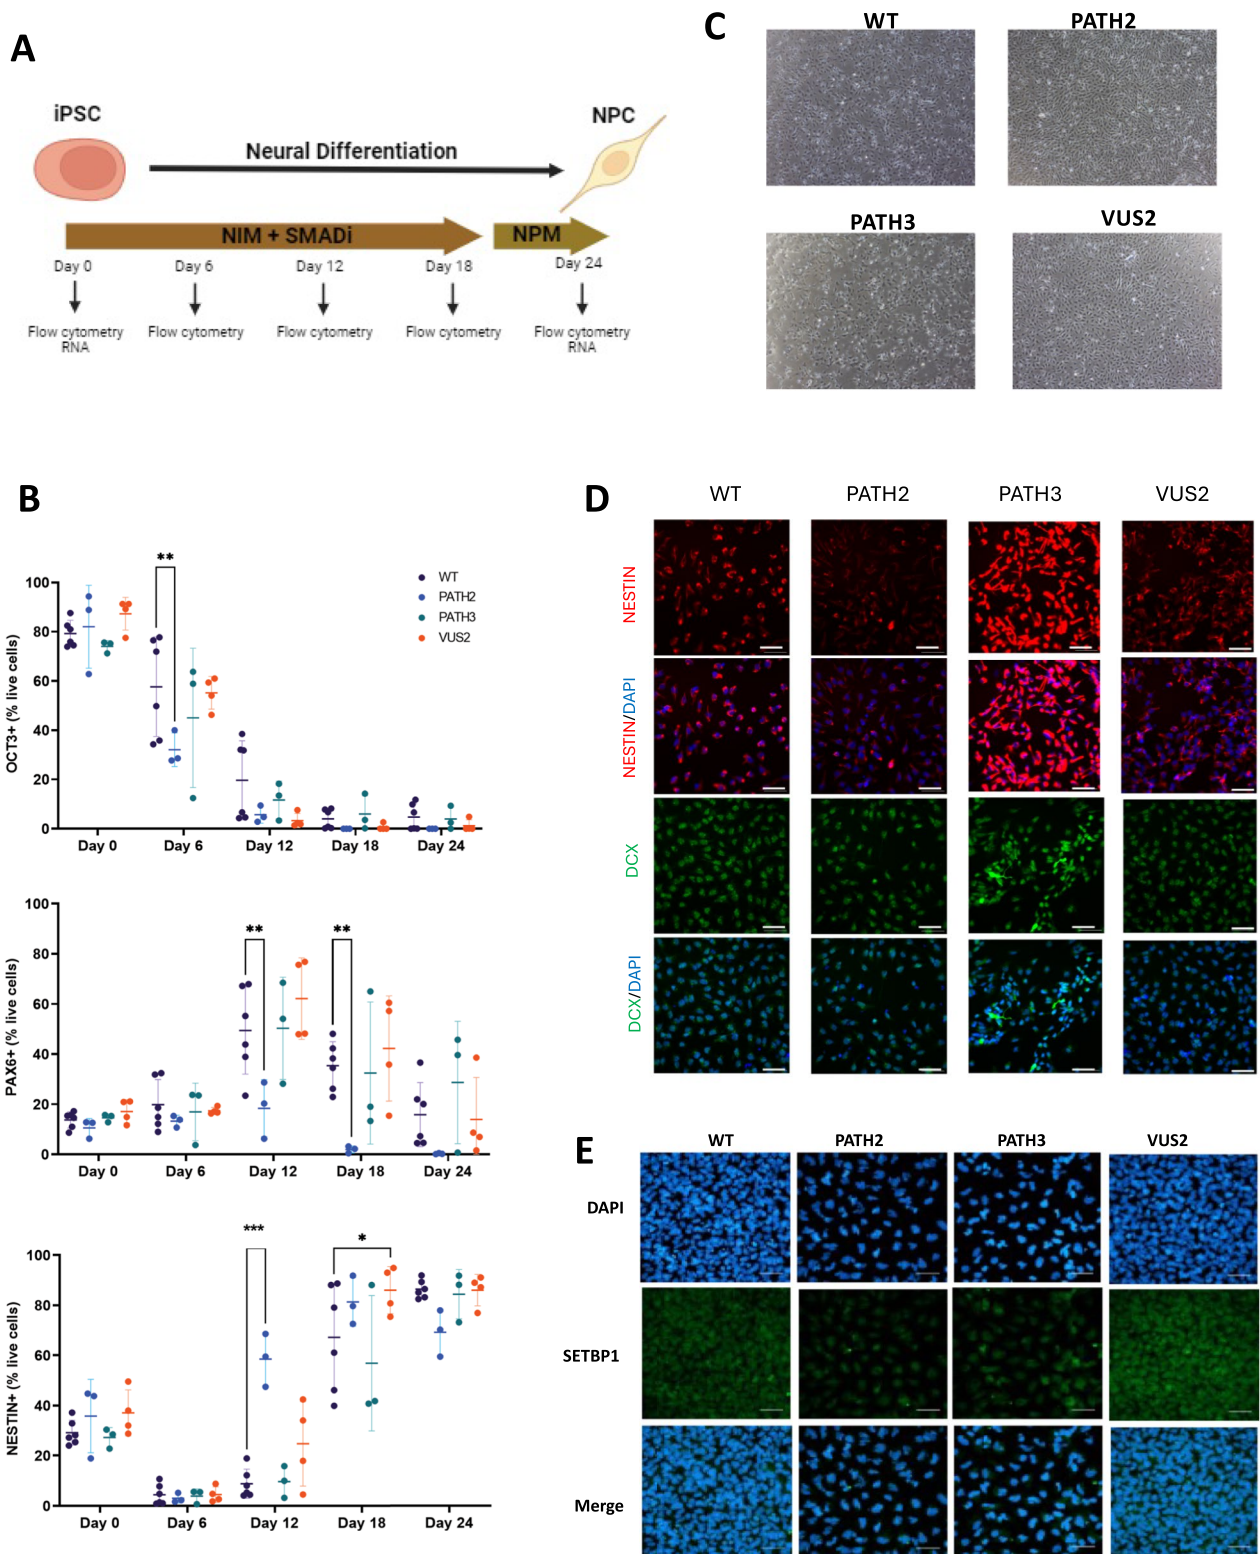 A
iPSC
NPC
Neural Differentiation
NIM + SMADi
NPM
Day 0
Day 6
Day 12
Day 18
Day 24
Flow cytometry
RNA
Flow cytometry
Flow cytometry
Flow cytometry
Flow cytometry
RNA
B
OCT3+ (% live cells)
100
80
60
40
20
0
**
WT
PATH2
PATH3
VUS2
Day 0
Day 6
Day 12
Day 18
Day 24
PAX6+ (% live cells)
100
80
60
40
20
0
**
**
Day 0
Day 6
Day 12
Day 18
Day 24
NESTIN+ (% live cells)
100
80
60
40
20
0
***
*
Day 0
Day 6
Day 12
Day 18
Day 24
C
WT
PATH2
PATH3
VUS2
D
WT
PATH2
PATH3
VUS2
NESTIN
NESTIN/DAPI
DCX
DCX/DAPI
E
WT
PATH2
PATH3
VUS2
DAPI
SETBP1
Merge